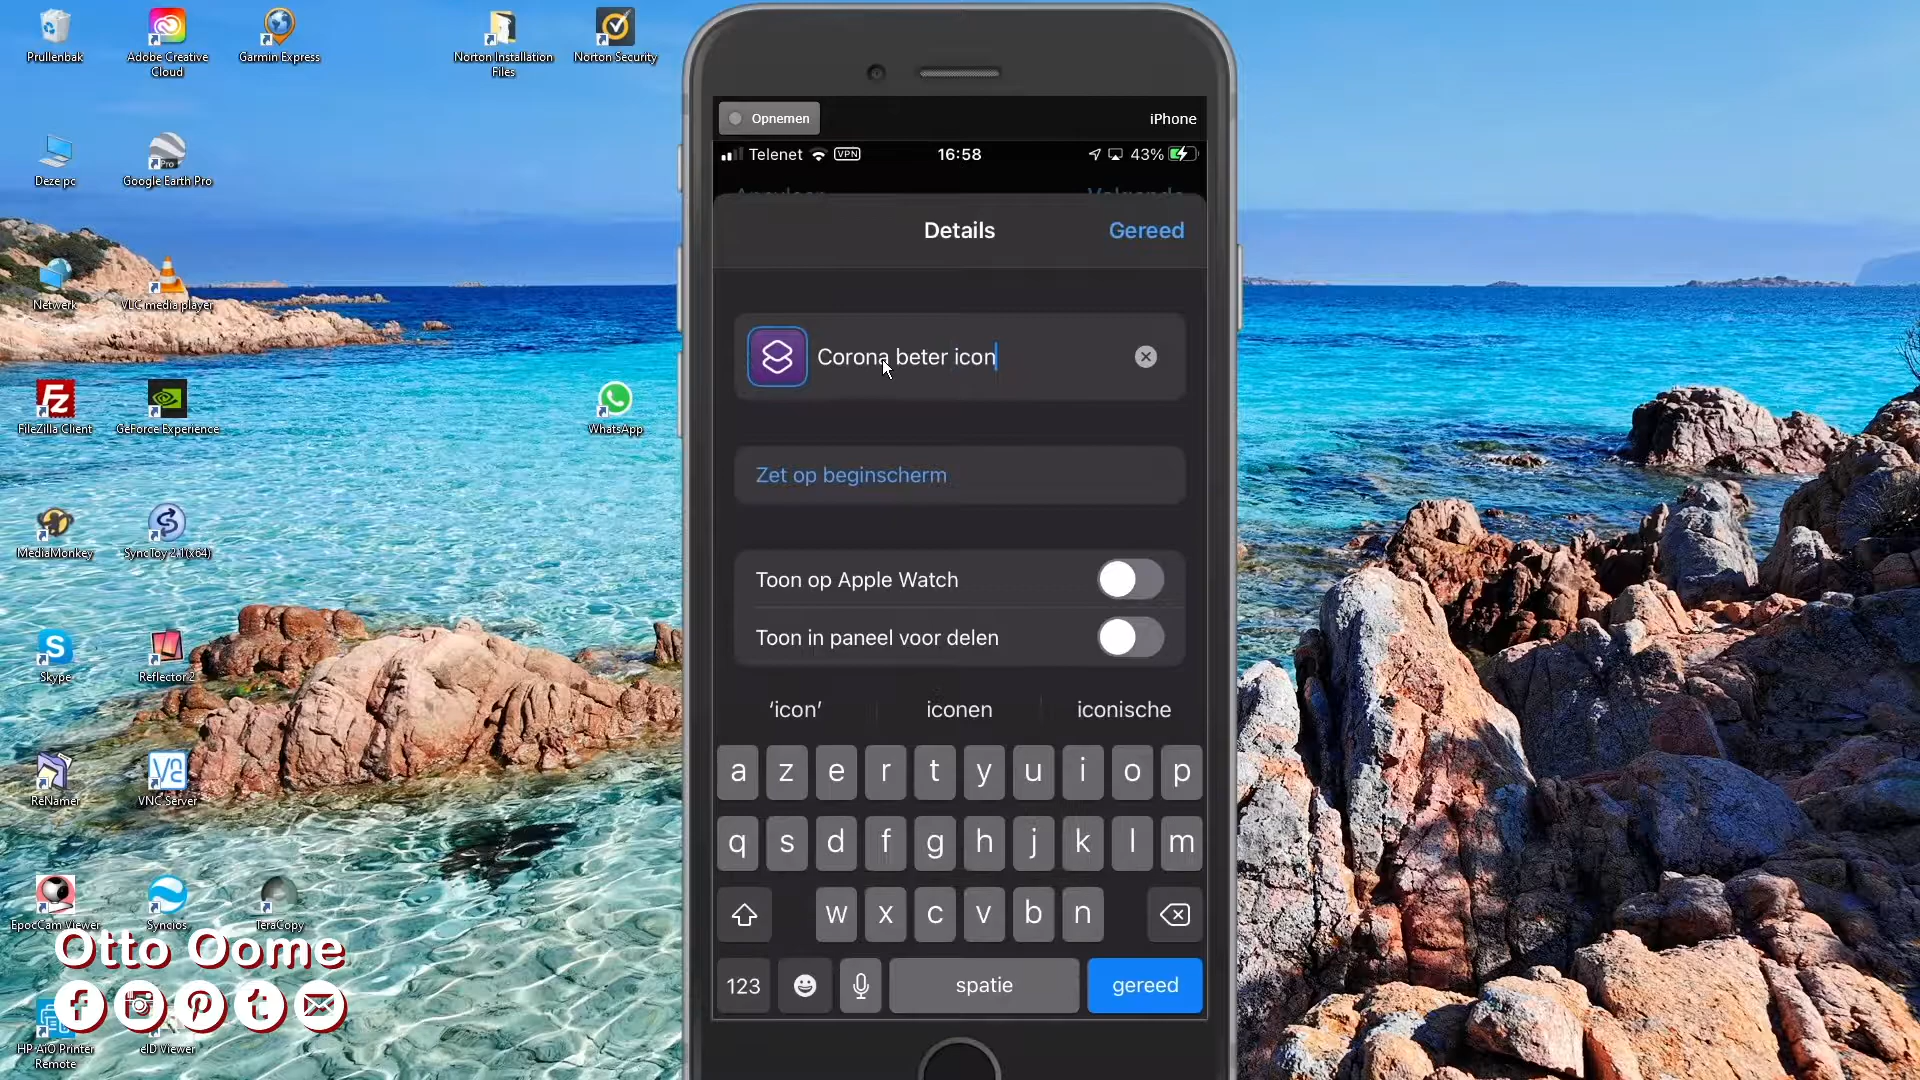 Prullenbak
Adobe Creative
Cloud
Garmin Express
Norton Installation
Files
Norton Security
Deze pc
Google Earth Pro
Pro
Netwerk
VLC media player
FileZilla Client
GeForce Experience
WhatsApp
MediaMonkey
SyncToy 2.1(x64)
Skype
Reflector 2
ReNamer
VNC Server
EpocCam Viewer
Syncios
TeraCopy
Otto Oome
HP AiO Printer
Remote
eID Viewer
Opnemen
iPhone
Telenet
VPN
16:58
43%
Annuleer
Volgende
Details
Gereed
Corona beter icon
Zet op beginscherm
Toon op Apple Watch
Toon in paneel voor delen
‘icon’ iconen iconische
a z e r t y u i o p
q s d f g h j k l m
w x c v b n
123 spatie gereed